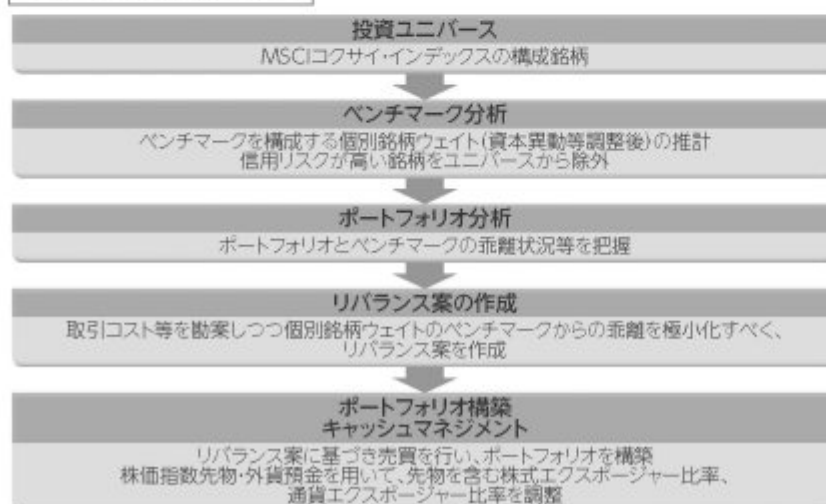 投資ユニバース
MSCIコクサイ・インデックスの構成銘柄
ベンチマーク分析
ベンチマークを構成する個別銘柄ウェイト(資本異動等調整後)の推計
信用リスクが高い銘柄をユニバースから除外
ポートフォリオ分析
ポートフォリオとベンチマークの乖離状況等を把握
リバランス案の作成
取引コスト等を勘案しつつ個別銘柄ウェイトのベンチマークからの乖離を極小化すべく、
リバランス案を作成
ポートフォリオ構築
キャッシュマネジメント
リバランス案に基づき売買を行い、ポートフォリオを構築
株価指数先物・外貨預金を用いて、先物を含む株式エクスポージャー比率、
通貨エクスポージャー比率を調整